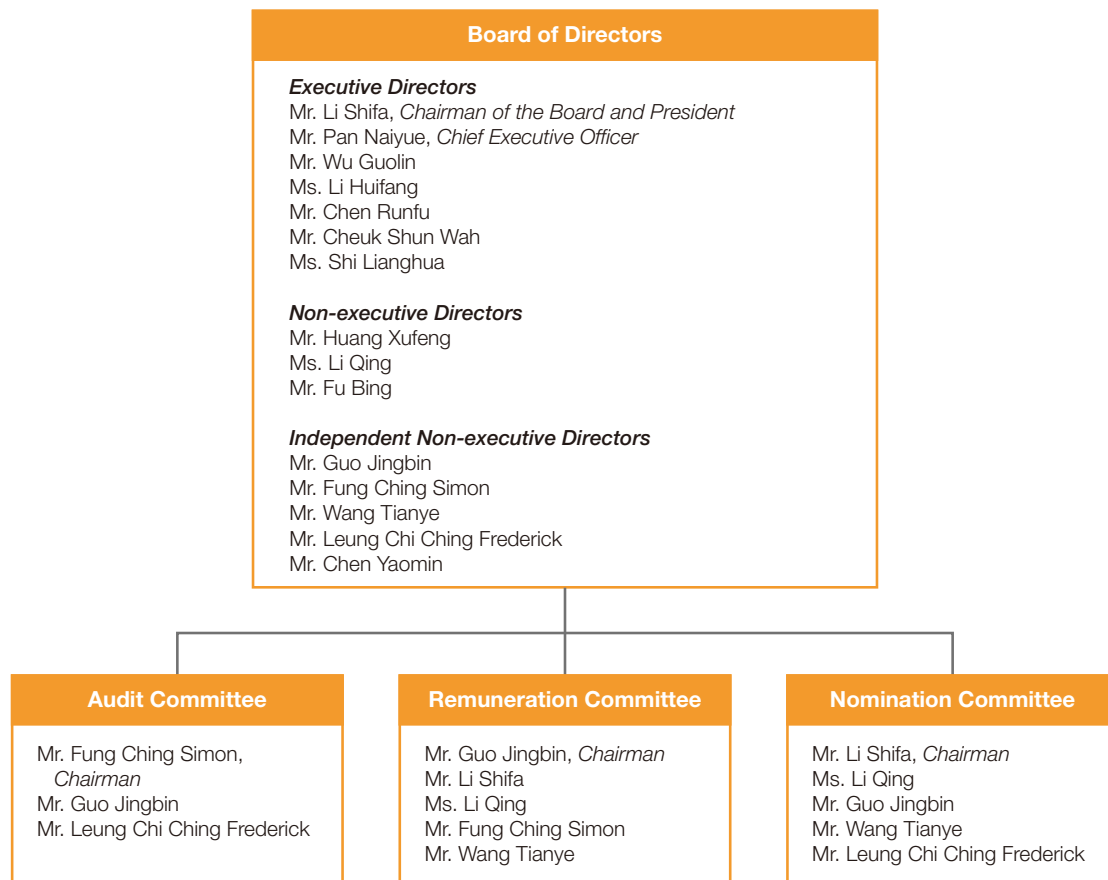 Board of Directors
Executive Directors
Mr. Li Shifa, Chairman of the Board and President
Mr. Pan Naiyue, Chief Executive Officer
Mr. Wu Guolin
Ms. Li Huifang
Mr. Chen Runfu
Mr. Cheuk Shun Wah
Ms. Shi Lianghua
Non-executive Directors
Mr. Huang Xufeng
Ms. Li Qing
Mr. Fu Bing
Independent Non-executive Directors
Mr. Guo Jingbin
Mr. Fung Ching Simon
Mr. Wang Tianye
Mr. Leung Chi Ching Frederick
Mr. Chen Yaomin
Audit Committee
Mr. Fung Ching Simon,
Chairman
Mr. Guo Jingbin
Mr. Leung Chi Ching Frederick
Remuneration Committee
Mr. Guo Jingbin, Chairman
Mr. Li Shifa
Ms. Li Qing
Mr. Fung Ching Simon
Mr. Wang Tianye
Nomination Committee
Mr. Li Shifa, Chairman
Ms. Li Qing
Mr. Guo Jingbin
Mr. Wang Tianye
Mr. Leung Chi Ching Frederick